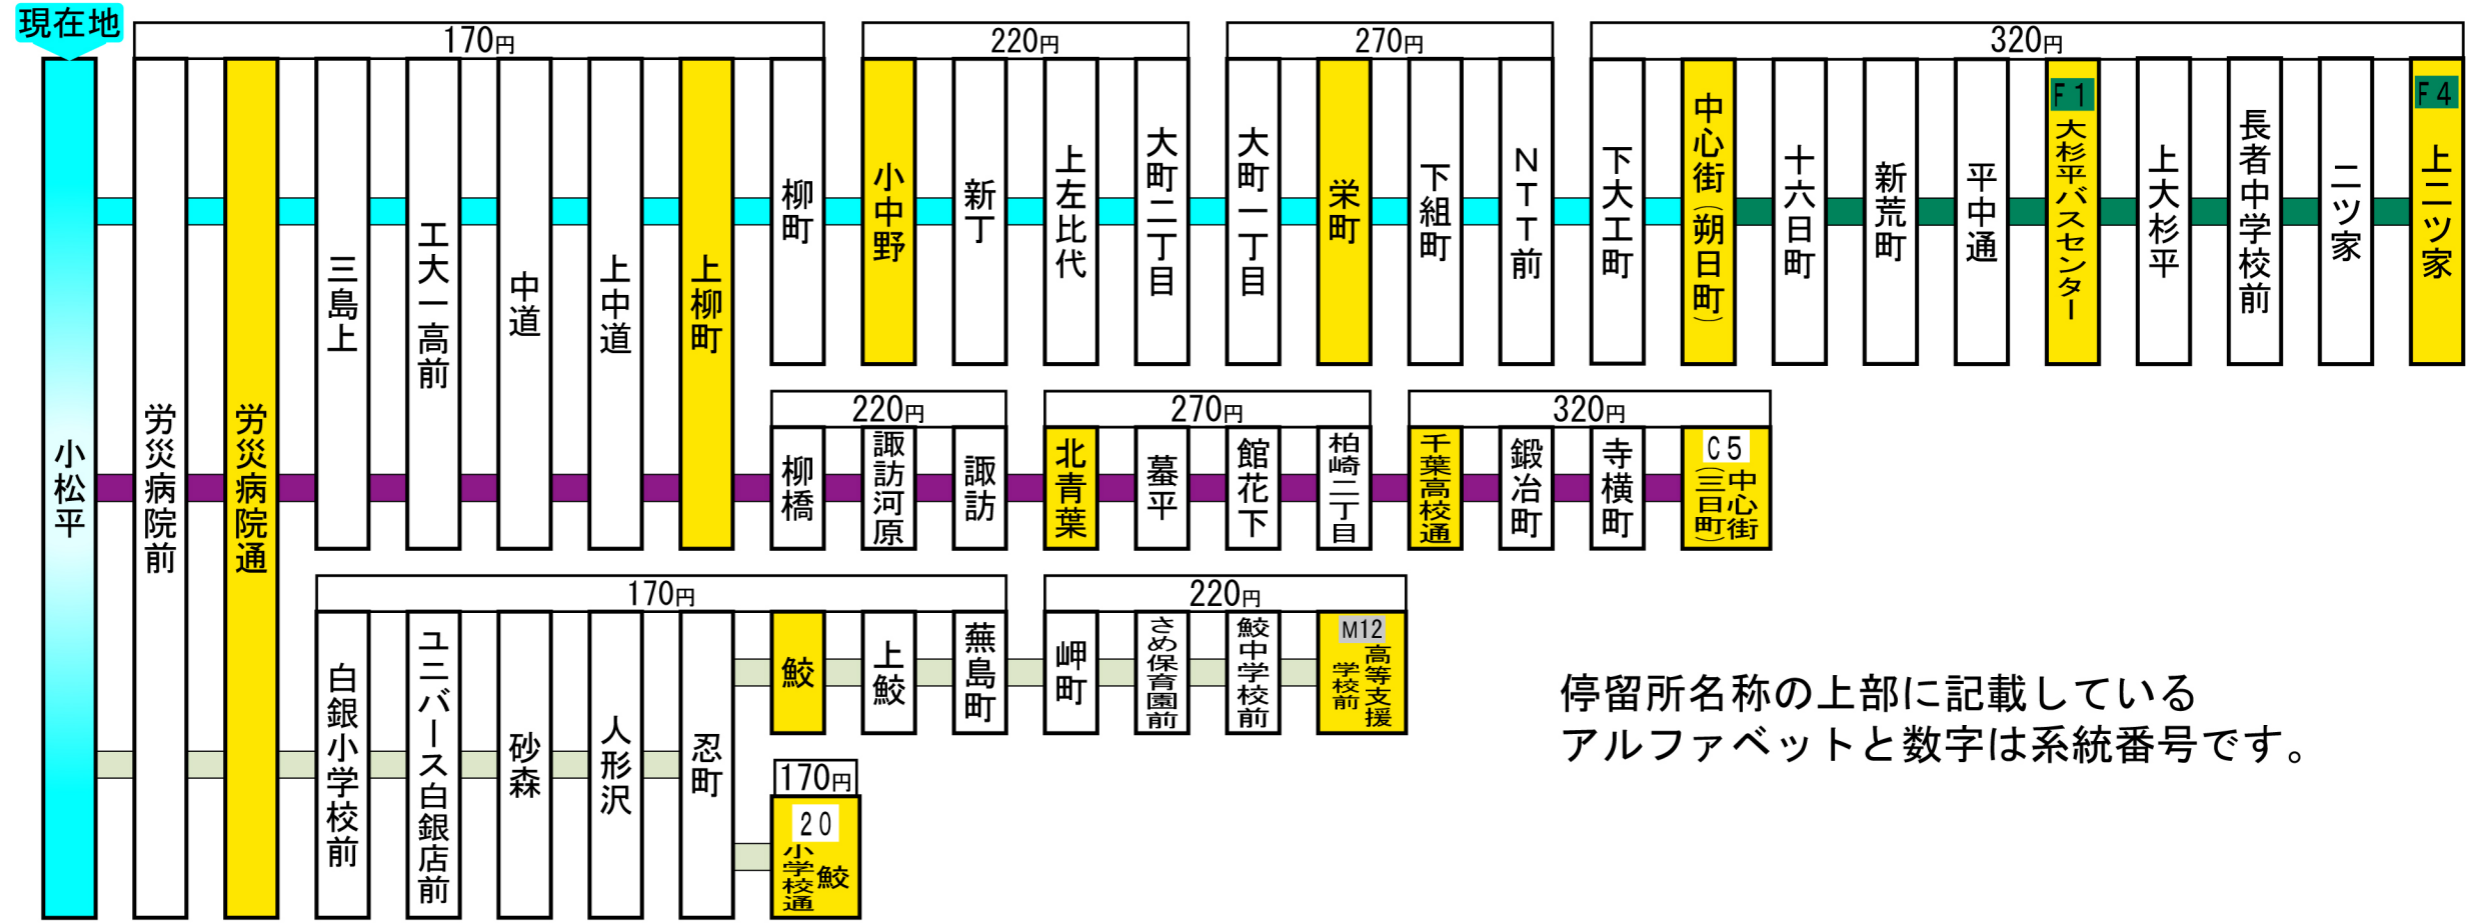 現在地
170円
220円
270円
320円
小松平
労災病院前
労災病院通
三島上
工大一高前
中道
上中道
上柳町
柳町
小中野
新丁
上左比代
大町二丁目
大町一丁目
栄町
下組町
NTT前
下大工町
中心街(朔日町)
十六日町
新荒町
平中通
F1
大杉平バスセンター
上大杉平
長者中学校前
二ツ家
F4
上二ツ家
220円
270円
320円
柳橋
諏訪河原
諏訪
北青葉
蟇平
館花下
柏崎二丁目
千葉高校通
鍛冶町
寺横町
C5
中心街
(三日町)
170円
220円
白銀小学校前
ユニバース白銀店前
砂森
人形沢
忍町
鮫
上鮫
蕪島町
岬町
さめ保育園前
鮫中学校前
M12
高等支援
学校前
170円
20
鮫
小学校通
停留所名称の上部に記載している
アルファベットと数字は系統番号です。